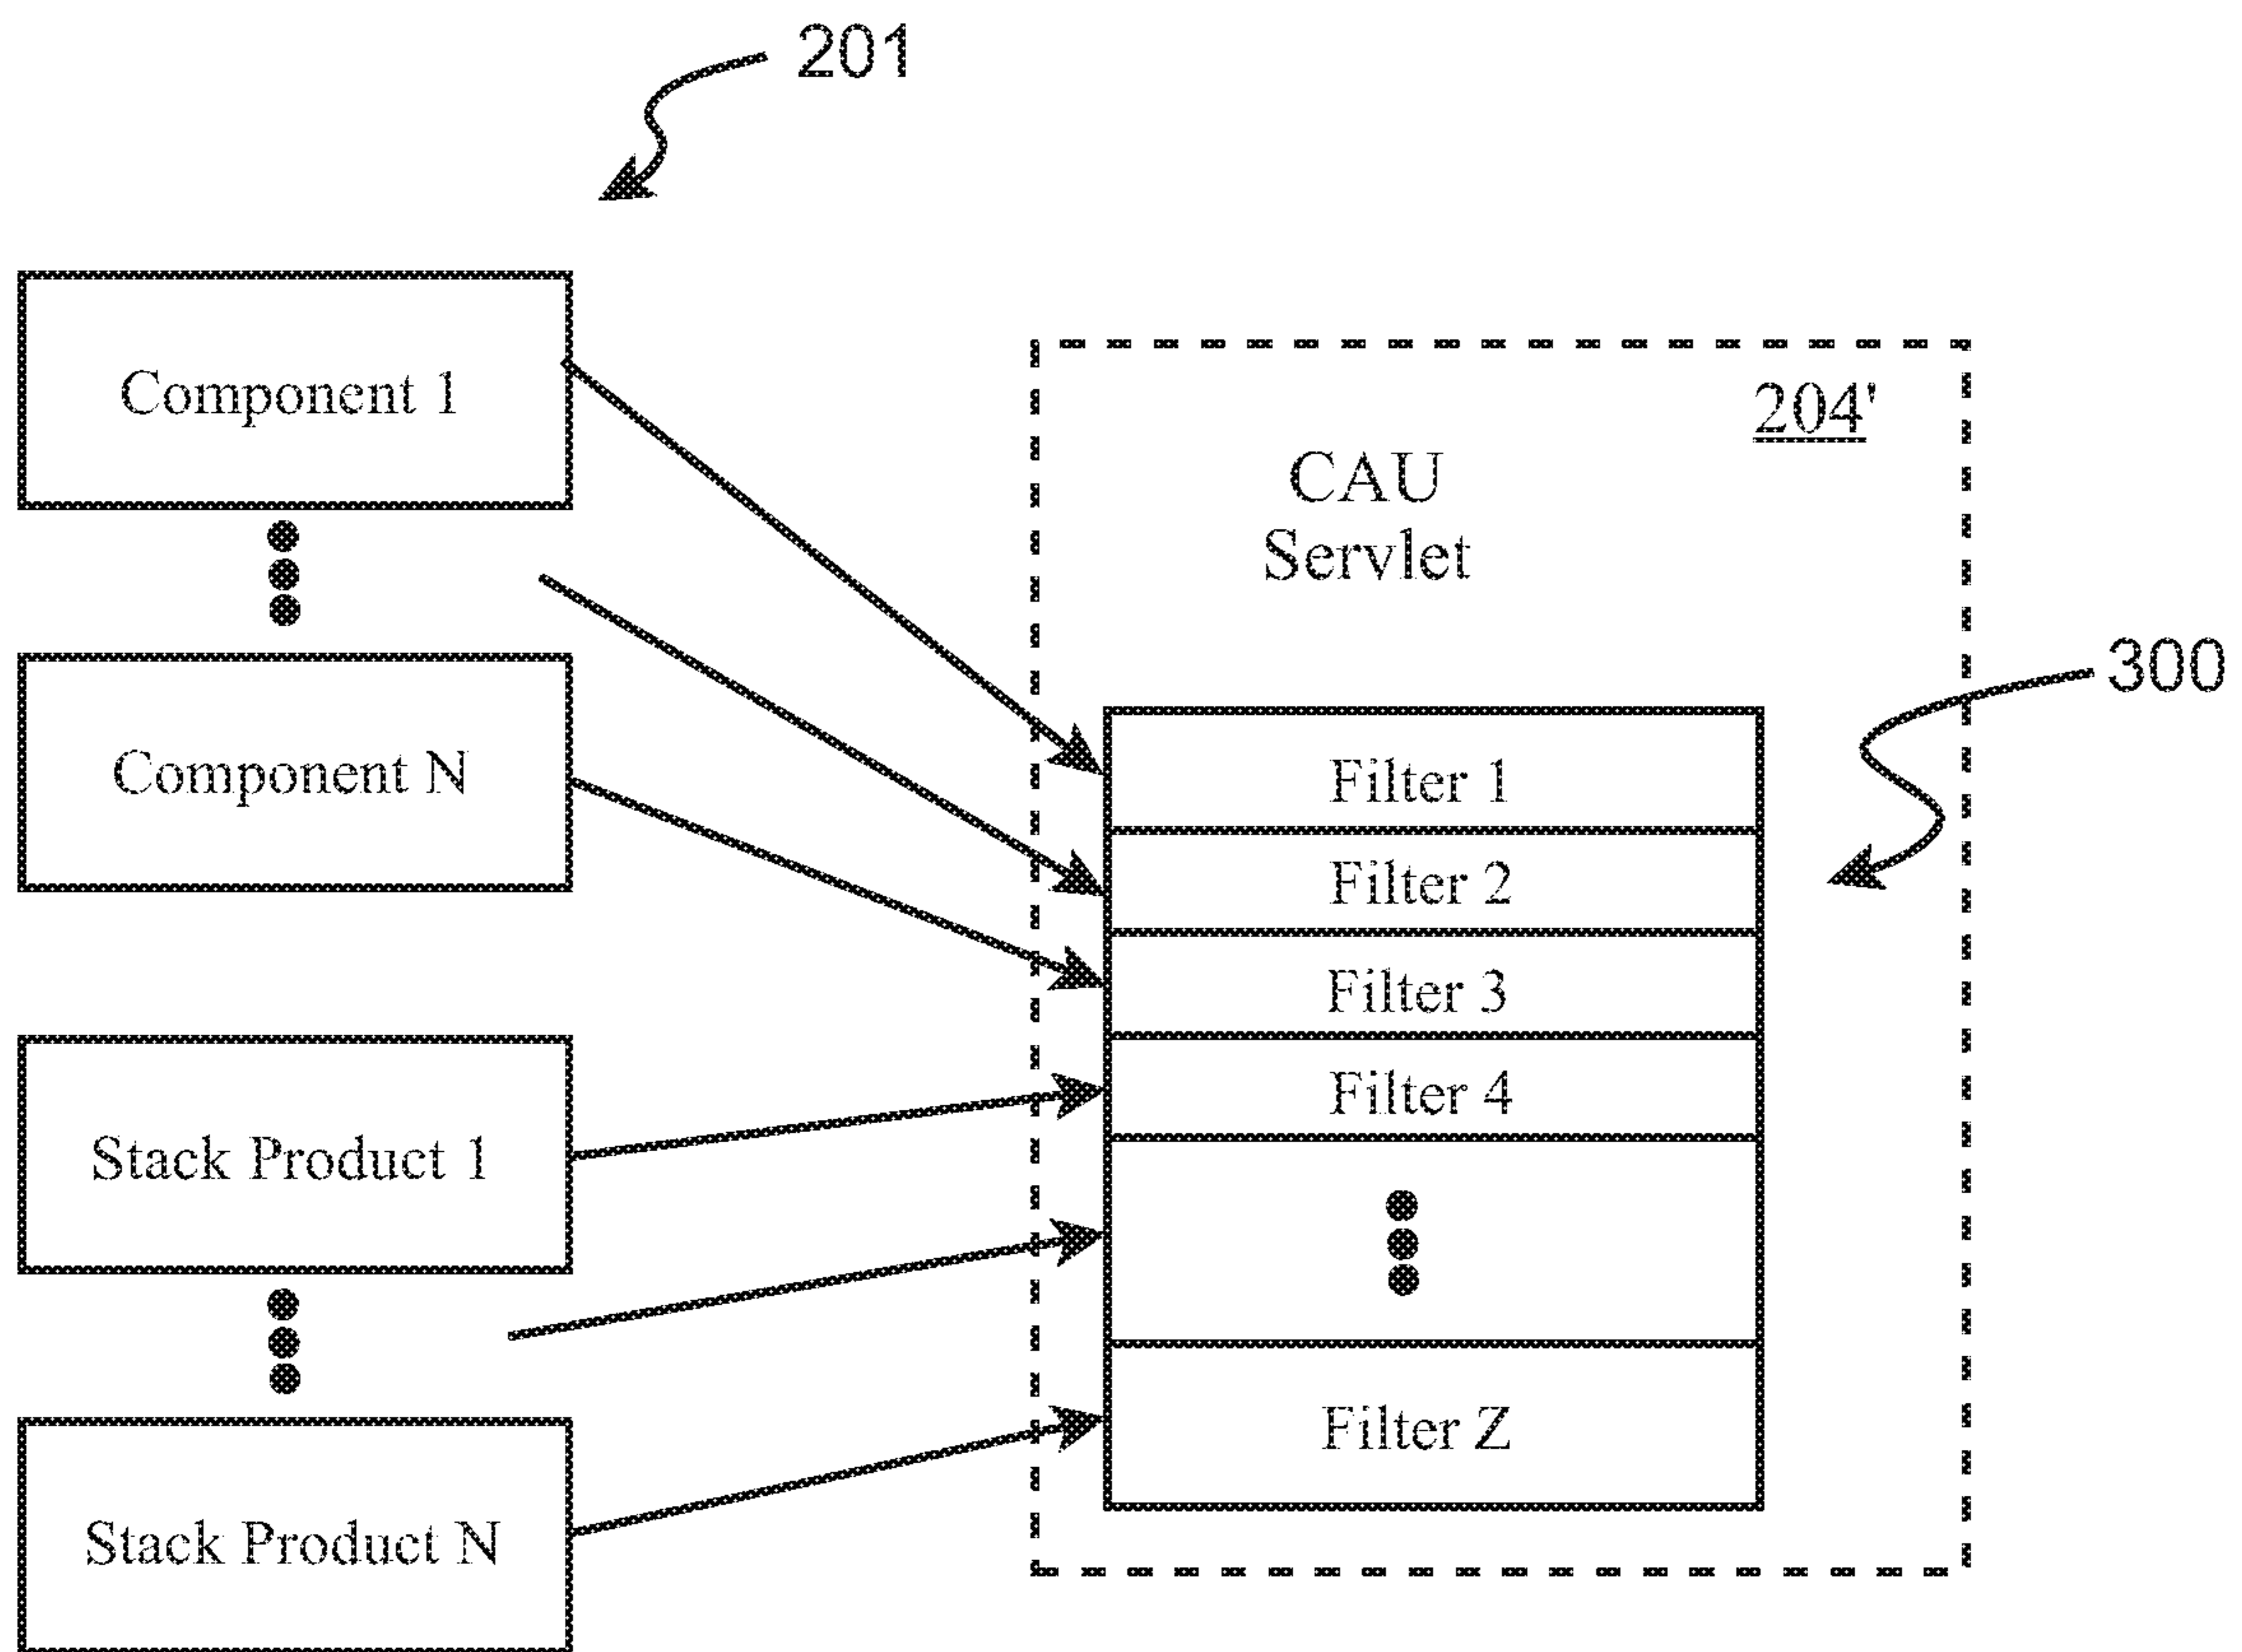 201
Component 1
Component N
Stack Product 1
Stack Product N
204'
CAU
Servlet
300
Filter 1
Filter 2
Filter 3
Filter 4
Filter Z